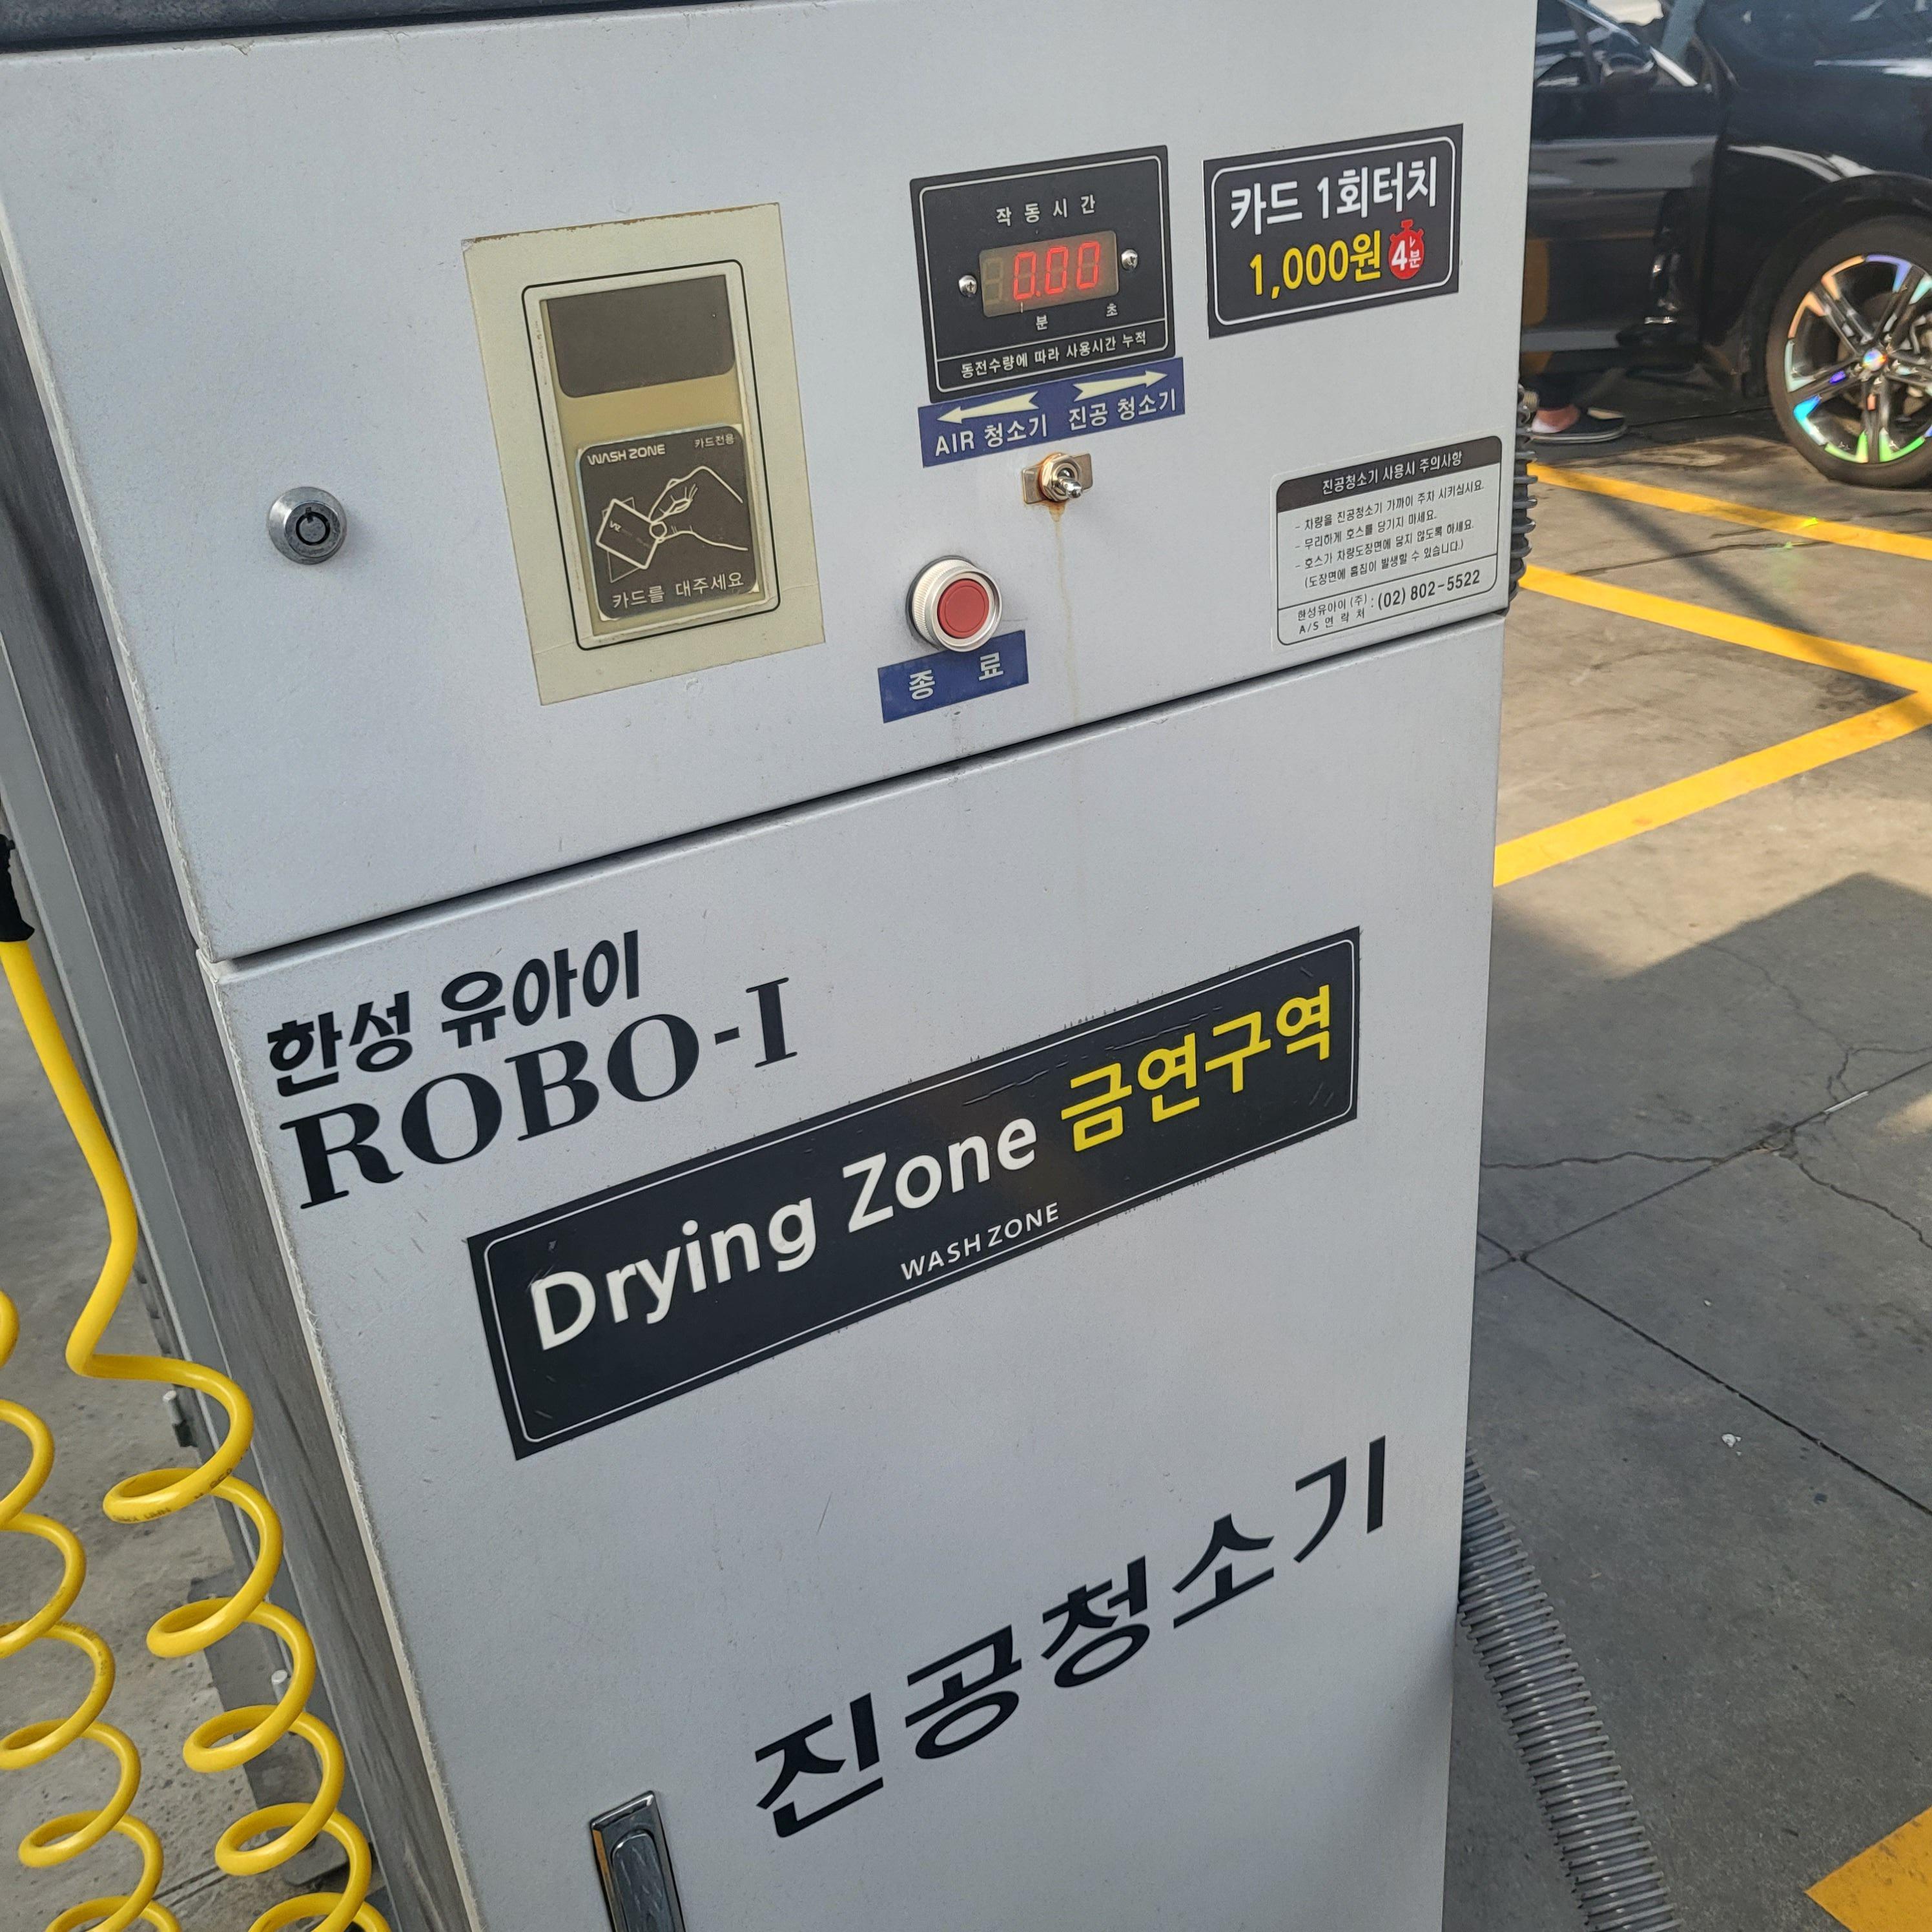 작동시간
0.00
분 초
동전수량에 따라 사용시간 누적
카드 1회터치
1,000원 4분
AIR 청소기 진공 청소기
WASH ZONE 카드전용
카드를 대주세요
종 료
진공청소기 사용시 주의사항
- 차량을 진공청소기 가까이 주차 시키십시요.
- 무리하게 호스를 당기지 마세요.
- 호스가 차량도장면에 닿지 않도록 하세요.
(도장면에 흠집이 발생할 수 있습니다.)
한성유아이(주) : (02) 802-5522
A/S 연 락 처
한성 유아이
ROBO-I
Drying Zone 금연구역
WASH ZONE
진공청소기